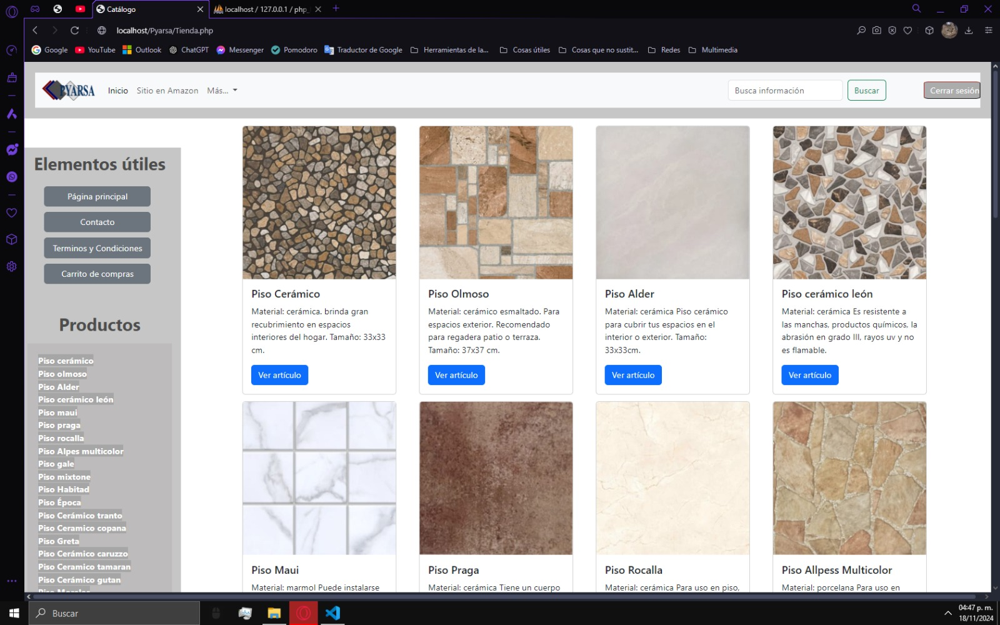 Catálogo
localhost / 127.0.0.1 / php_
localhost/Pyarsa/Tienda.php
Google
YouTube
Outlook
ChatGPT
Messenger
Pomodoro
Traductor de Google
Herramientas de la...
Cosas útiles
Cosas que no sustit...
Redes
Multimedia
PYARSA
Inicio
Sitio en Amazon
Más...
Busca información
Buscar
Cerrar sesión
Elementos útiles
Página principal
Contacto
Terminos y Condiciones
Carrito de compras
Productos
Piso cerámico
Piso olmoso
Piso Alder
Piso cerámico león
Piso maui
Piso praga
Piso rocalla
Piso Alpes multicolor
Piso gale
Piso mixtone
Piso Habitad
Piso Época
Piso Cerámico tranto
Piso Ceramico copana
Piso Greta
Piso Cerámico caruzzo
Piso Ceramico tamaran
Piso Cerámico gutan
Piso Cerámico
Material: cerámica. brinda gran
recubrimiento en espacios
interiores del hogar. Tamaño: 33x33
cm.
Ver artículo
Piso Olmoso
Material: cerámico esmaltado. Para
espacios exterior. Recomendado
para regadera patio o terraza.
Tamaño: 37x37 cm.
Ver artículo
Piso Alder
Material: cerámica Piso cerámico
para cubrir tus espacios en el
interior o exterior. Tamaño:
33x33cm.
Ver artículo
Piso cerámico león
Material: cerámica Es resistente a
las manchas, productos químicos, la
abrasión en grado III, rayos uv y no
es flamable.
Ver artículo
Piso Maui
Material: marmol Puede instalarse
Piso Praga
Material: cerámica Tiene un cuerpo
Piso Rocalla
Material: cerámica Para uso en piso,
Piso Allpess Multicolor
Material: porcelana Para uso en
Buscar
04:47 p. m.
18/11/2024